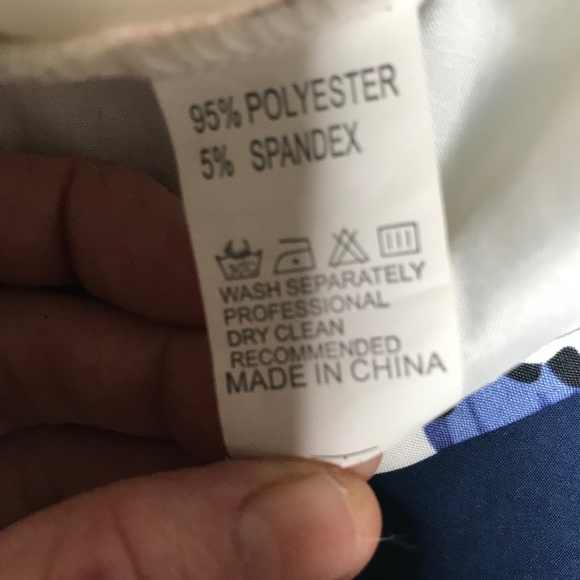 95% POLYESTER
5% SPANDEX
WASH SEPARATELY
PROFESSIONAL
DRY CLEAN
RECOMMENDED
MADE IN CHINA